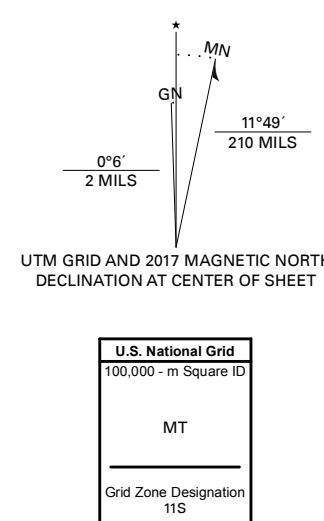 ★
MN
GN
11°49´
210 MILS
0°6´
2 MILS
UTM GRID AND 2017 MAGNETIC NORTH
DECLINATION AT CENTER OF SHEET
U.S. National Grid
100,000 - m Square ID
MT
Grid Zone Designation
11S